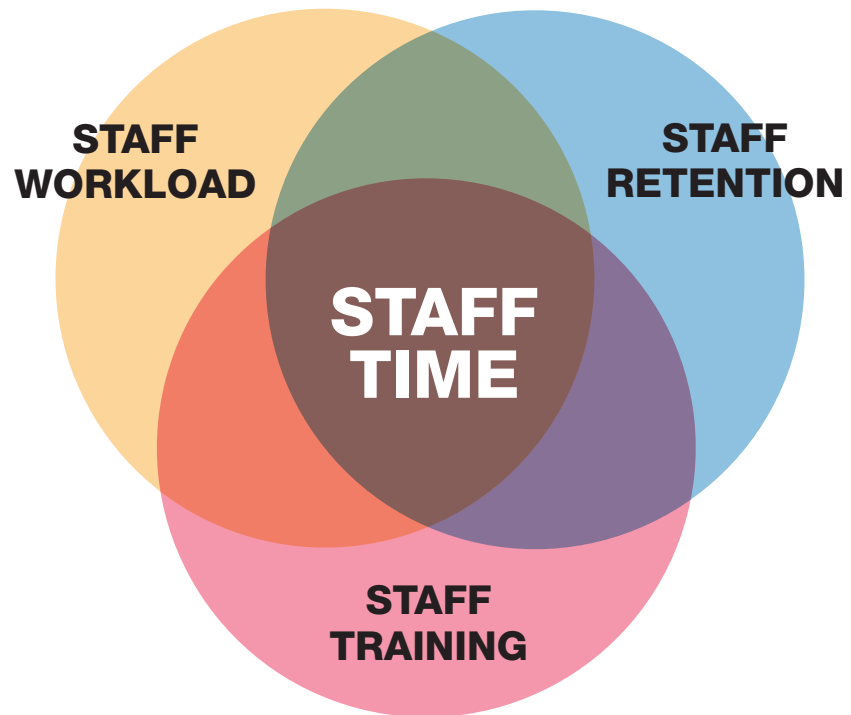 STAFF
WORKLOAD
STAFF
RETENTION
STAFF
TIME
STAFF
TRAINING